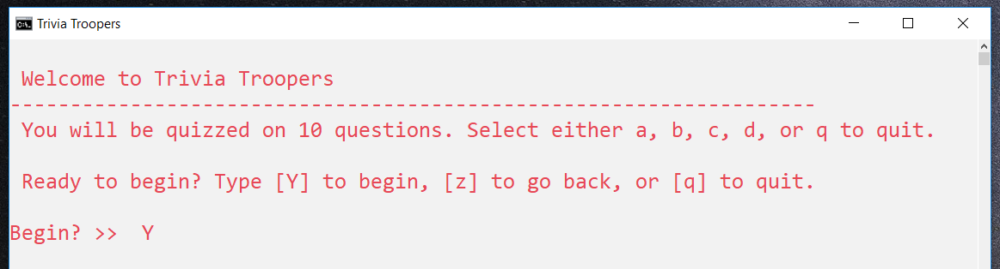 Trivia Troopers
Welcome to Trivia Troopers
-------------------------------------------------------------------
You will be quizzed on 10 questions. Select either a, b, c, d, or q to quit.
Ready to begin? Type [Y] to begin, [z] to go back, or [q] to quit.
Begin? >>  Y